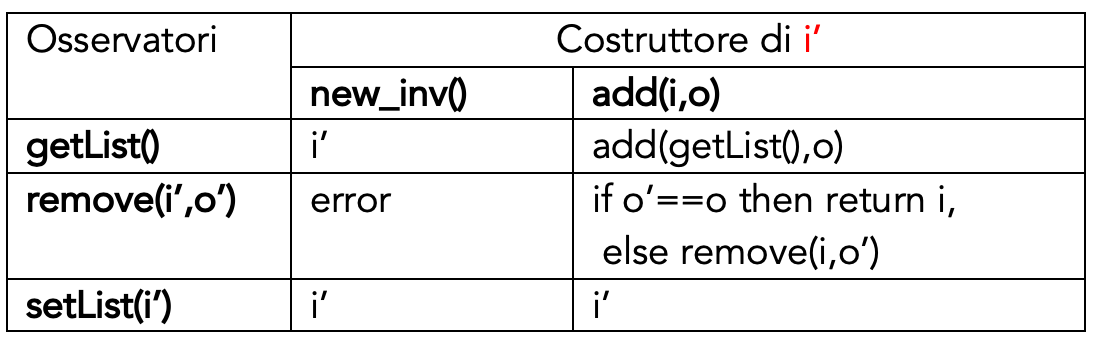 Osservatori
Costruttore di i’
new_inv()
add(i,o)
getList()
i’
add(getList(),o)
remove(i’,o’)
error
if o’==o then return i,
else remove(i,o’)
setList(i’)
i’
i’